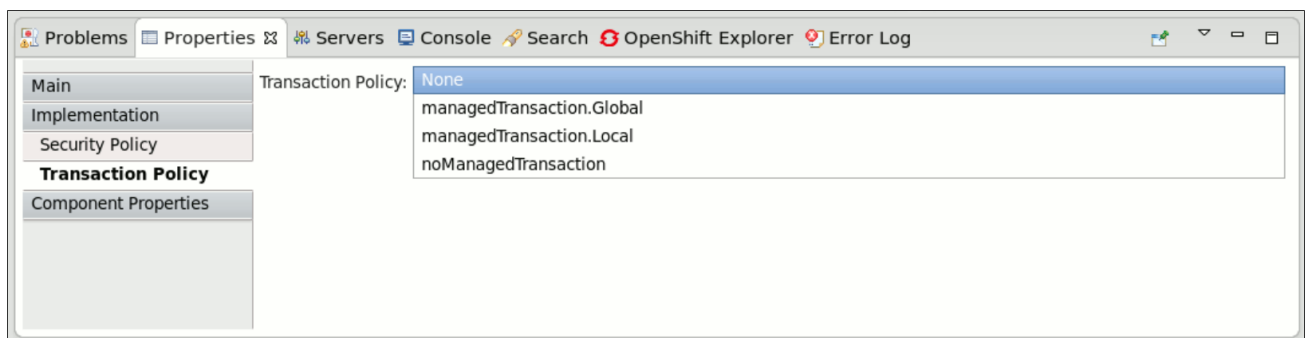 Problems Properties Servers Console Search OpenShift Explorer Error Log
Main
Implementation
Security Policy
Transaction Policy
Component Properties
Transaction Policy: None
managedTransaction.Global
managedTransaction.Local
noManagedTransaction